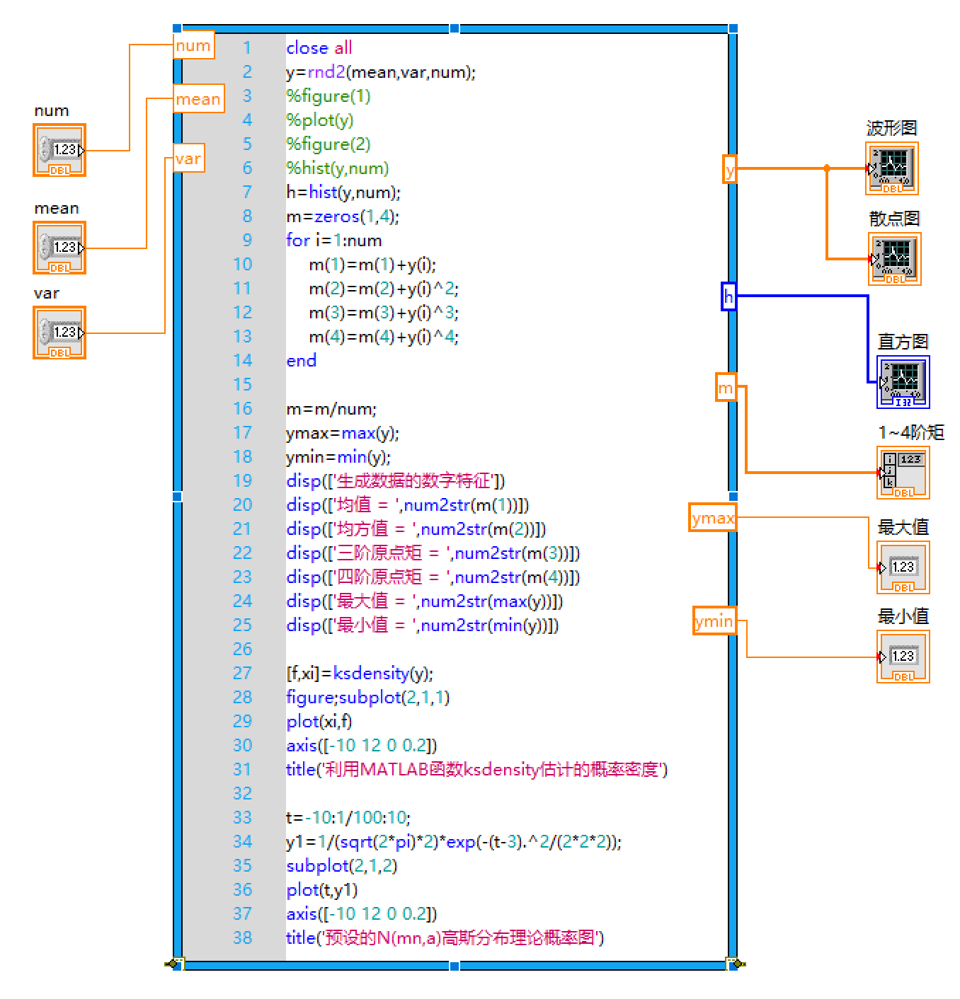 num
1.23
DBL
mean
1.23
DBL
var
1.23
DBL
num
mean
var
1 close all
2 y=rnd2(mean,var,num);
3 %figure(1)
4 %plot(y)
5 %figure(2)
6 %hist(y,num)
7 h=hist(y,num);
8 m=zeros(1,4);
9 for i=1:num
10 m(1)=m(1)+y(i);
11 m(2)=m(2)+y(i)^2;
12 m(3)=m(3)+y(i)^3;
13 m(4)=m(4)+y(i)^4;
14 end
15
16 m=m/num;
17 ymax=max(y);
18 ymin=min(y);
19 disp(['生成数据的数字特征'])
20 disp(['均值 = ',num2str(m(1))])
21 disp(['均方值 = ',num2str(m(2))])
22 disp(['三阶原点矩 = ',num2str(m(3))])
23 disp(['四阶原点矩 = ',num2str(m(4))])
24 disp(['最大值 = ',num2str(max(y))])
25 disp(['最小值 = ',num2str(min(y))])
26
27 [f,xi]=ksdensity(y);
28 figure;subplot(2,1,1)
29 plot(xi,f)
30 axis([-10 12 0 0.2])
31 title('利用MATLAB函数ksdensity估计的概率密度')
32
33 t=-10:1/100:10;
34 y1=1/(sqrt(2*pi)*2)*exp(-(t-3).^2/(2*2*2));
35 subplot(2,1,2)
36 plot(t,y1)
37 axis([-10 12 0 0.2])
38 title('预设的N(mn,a)高斯分布理论概率图')
y
h
m
ymax
ymin
波形图
DBL
散点图
DBL
直方图
I32
1~4阶矩
i
j
k
123
DBL
最大值
1.23
DBL
最小值
1.23
DBL